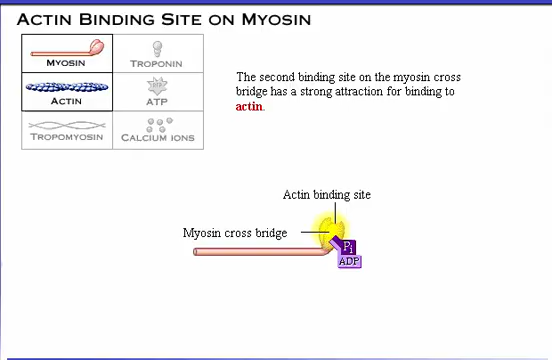 ACTIN BINDING SITE ON MYOSIN
MYOSIN
TROPONIN
ACTIN
ATP
TROPOMYOSIN
CALCIUM IONS
The second binding site on the myosin cross
bridge has a strong attraction for binding to
actin.
Actin binding site
Myosin cross bridge
Pi
ADP